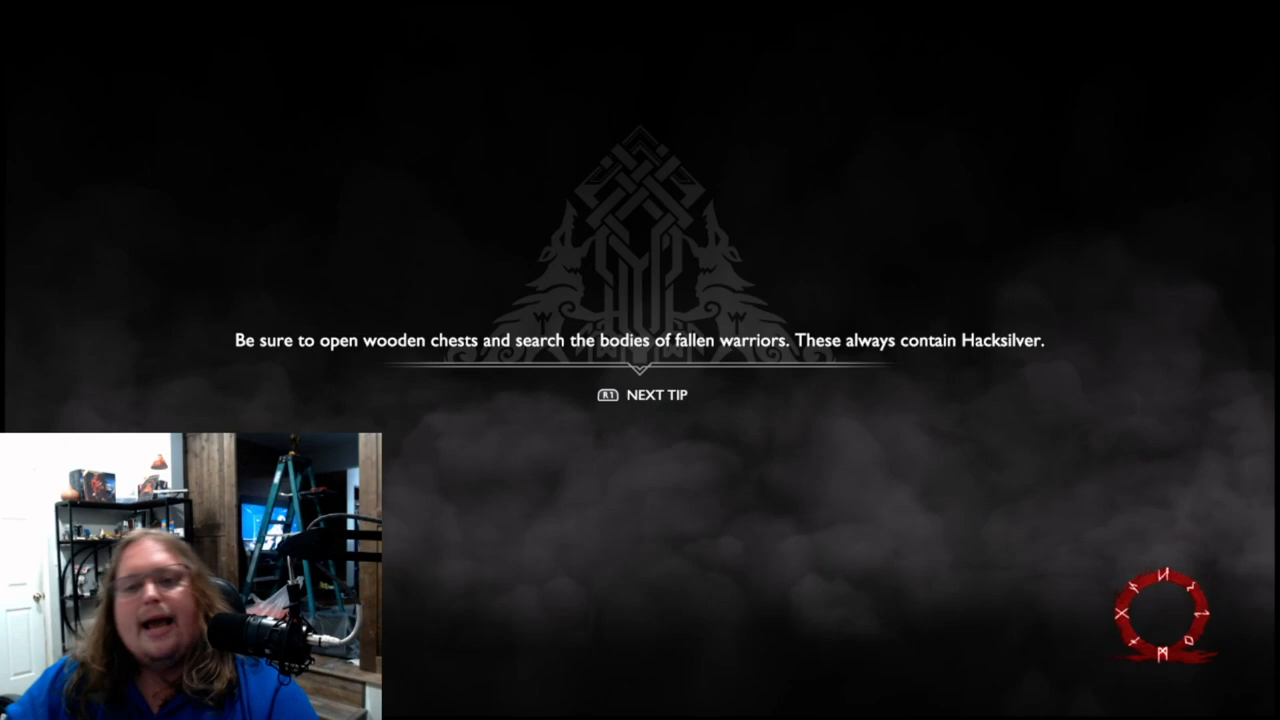 Be sure to open wooden chests and search the bodies of fallen warriors. These always contain Hacksilver.
R1 NEXT TIP